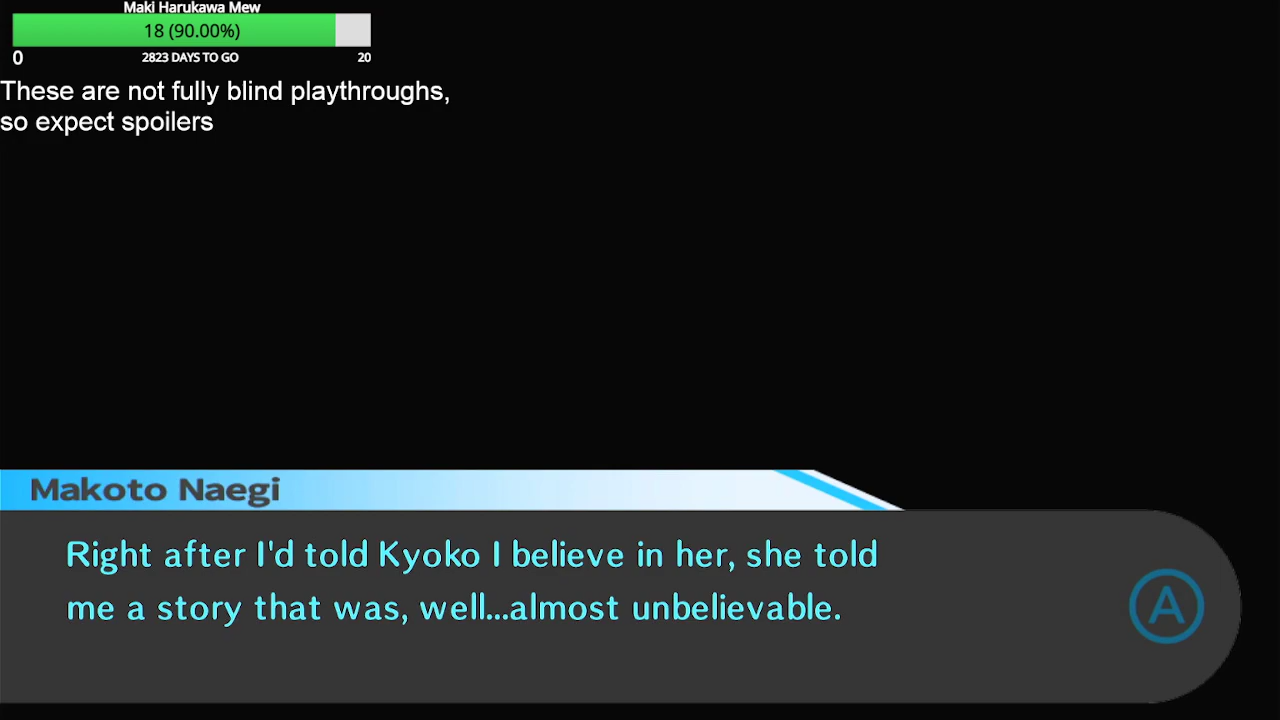 Maki Harukawa Mew
18 (90.00%)
0 2823 DAYS TO GO 20
These are not fully blind playthroughs,
so expect spoilers
Makoto Naegi
Right after I'd told Kyoko I believe in her, she told
me a story that was, well...almost unbelievable.
A